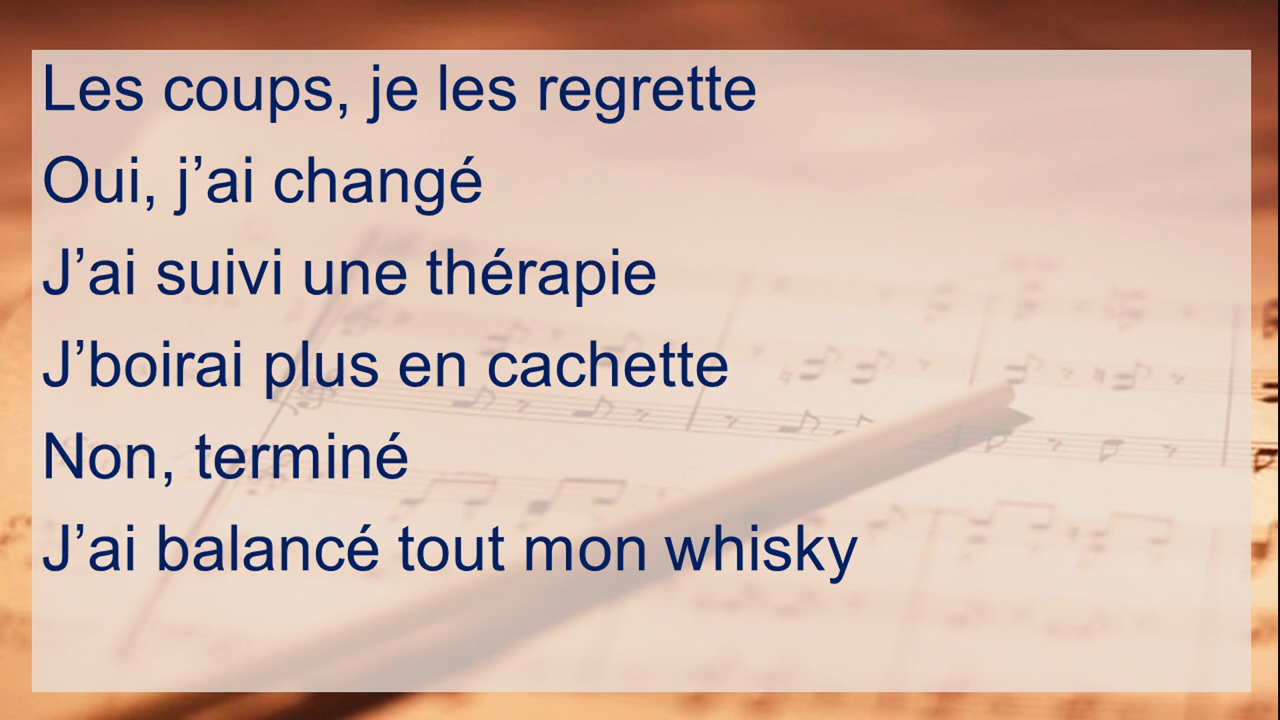 Les coups, je les regrette
Oui, j’ai changé
J’ai suivi une thérapie
J’boirai plus en cachette
Non, terminé
J’ai balancé tout mon whisky